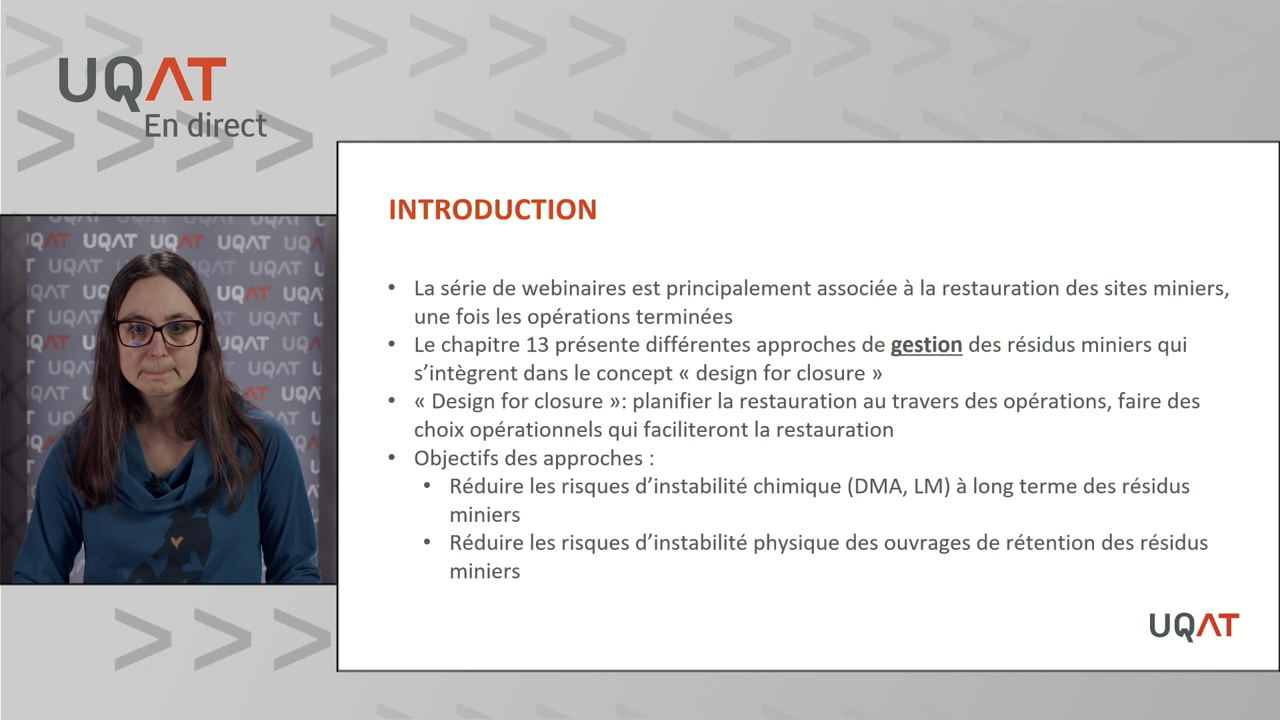 UQAT
En direct
INTRODUCTION
• La série de webinaires est principalement associée à la restauration des sites miniers,
une fois les opérations terminées
• Le chapitre 13 présente différentes approches de gestion des résidus miniers qui
s’intègrent dans le concept « design for closure »
• « Design for closure »: planifier la restauration au travers des opérations, faire des
choix opérationnels qui faciliteront la restauration
• Objectifs des approches :
• Réduire les risques d’instabilité chimique (DMA, LM) à long terme des résidus
miniers
• Réduire les risques d’instabilité physique des ouvrages de rétention des résidus
miniers
UQAT